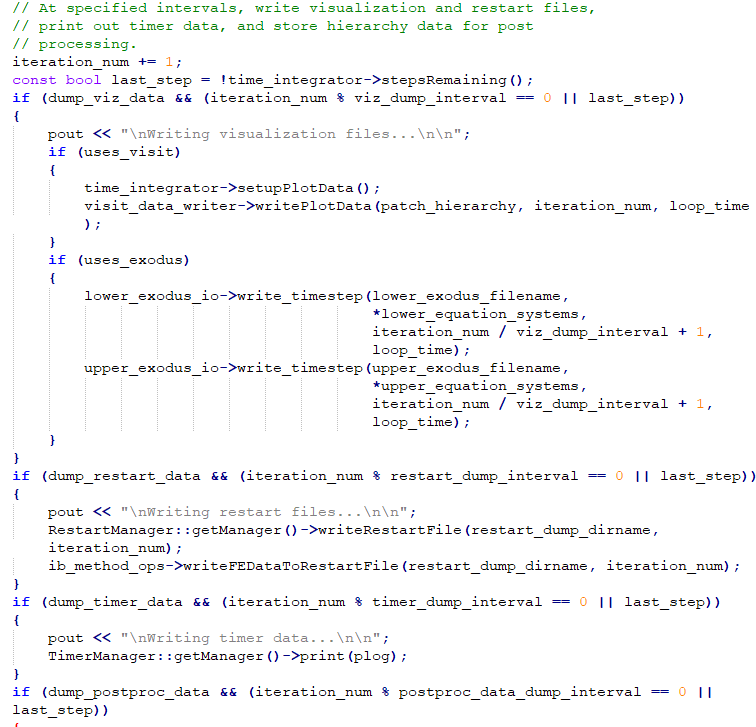 // At specified intervals, write visualization and restart files,
// print out timer data, and store hierarchy data for post
// processing.
iteration_num += 1;
const bool last_step = !time_integrator->stepsRemaining();
if (dump_viz_data && (iteration_num % viz_dump_interval == 0 || last_step))
{
    pout << "\nWriting visualization files...\n\n";
    if (uses_visit)
    {
        time_integrator->setupPlotData();
        visit_data_writer->writePlotData(patch_hierarchy, iteration_num, loop_time
        );
    }
    if (uses_exodus)
    {
        lower_exodus_io->write_timestep(lower_exodus_filename,
                                        *lower_equation_systems,
                                        iteration_num / viz_dump_interval + 1,
                                        loop_time);
        upper_exodus_io->write_timestep(upper_exodus_filename,
                                        *upper_equation_systems,
                                        iteration_num / viz_dump_interval + 1,
                                        loop_time);
    }
}
if (dump_restart_data && (iteration_num % restart_dump_interval == 0 || last_step))
{
    pout << "\nWriting restart files...\n\n";
    RestartManager::getManager()->writeRestartFile(restart_dump_dirname,
    iteration_num);
    ib_method_ops->writeFEDataToRestartFile(restart_dump_dirname, iteration_num);
}
if (dump_timer_data && (iteration_num % timer_dump_interval == 0 || last_step))
{
    pout << "\nWriting timer data...\n\n";
    TimerManager::getManager()->print(plog);
}
if (dump_postproc_data && (iteration_num % postproc_data_dump_interval == 0 ||
last_step))
{